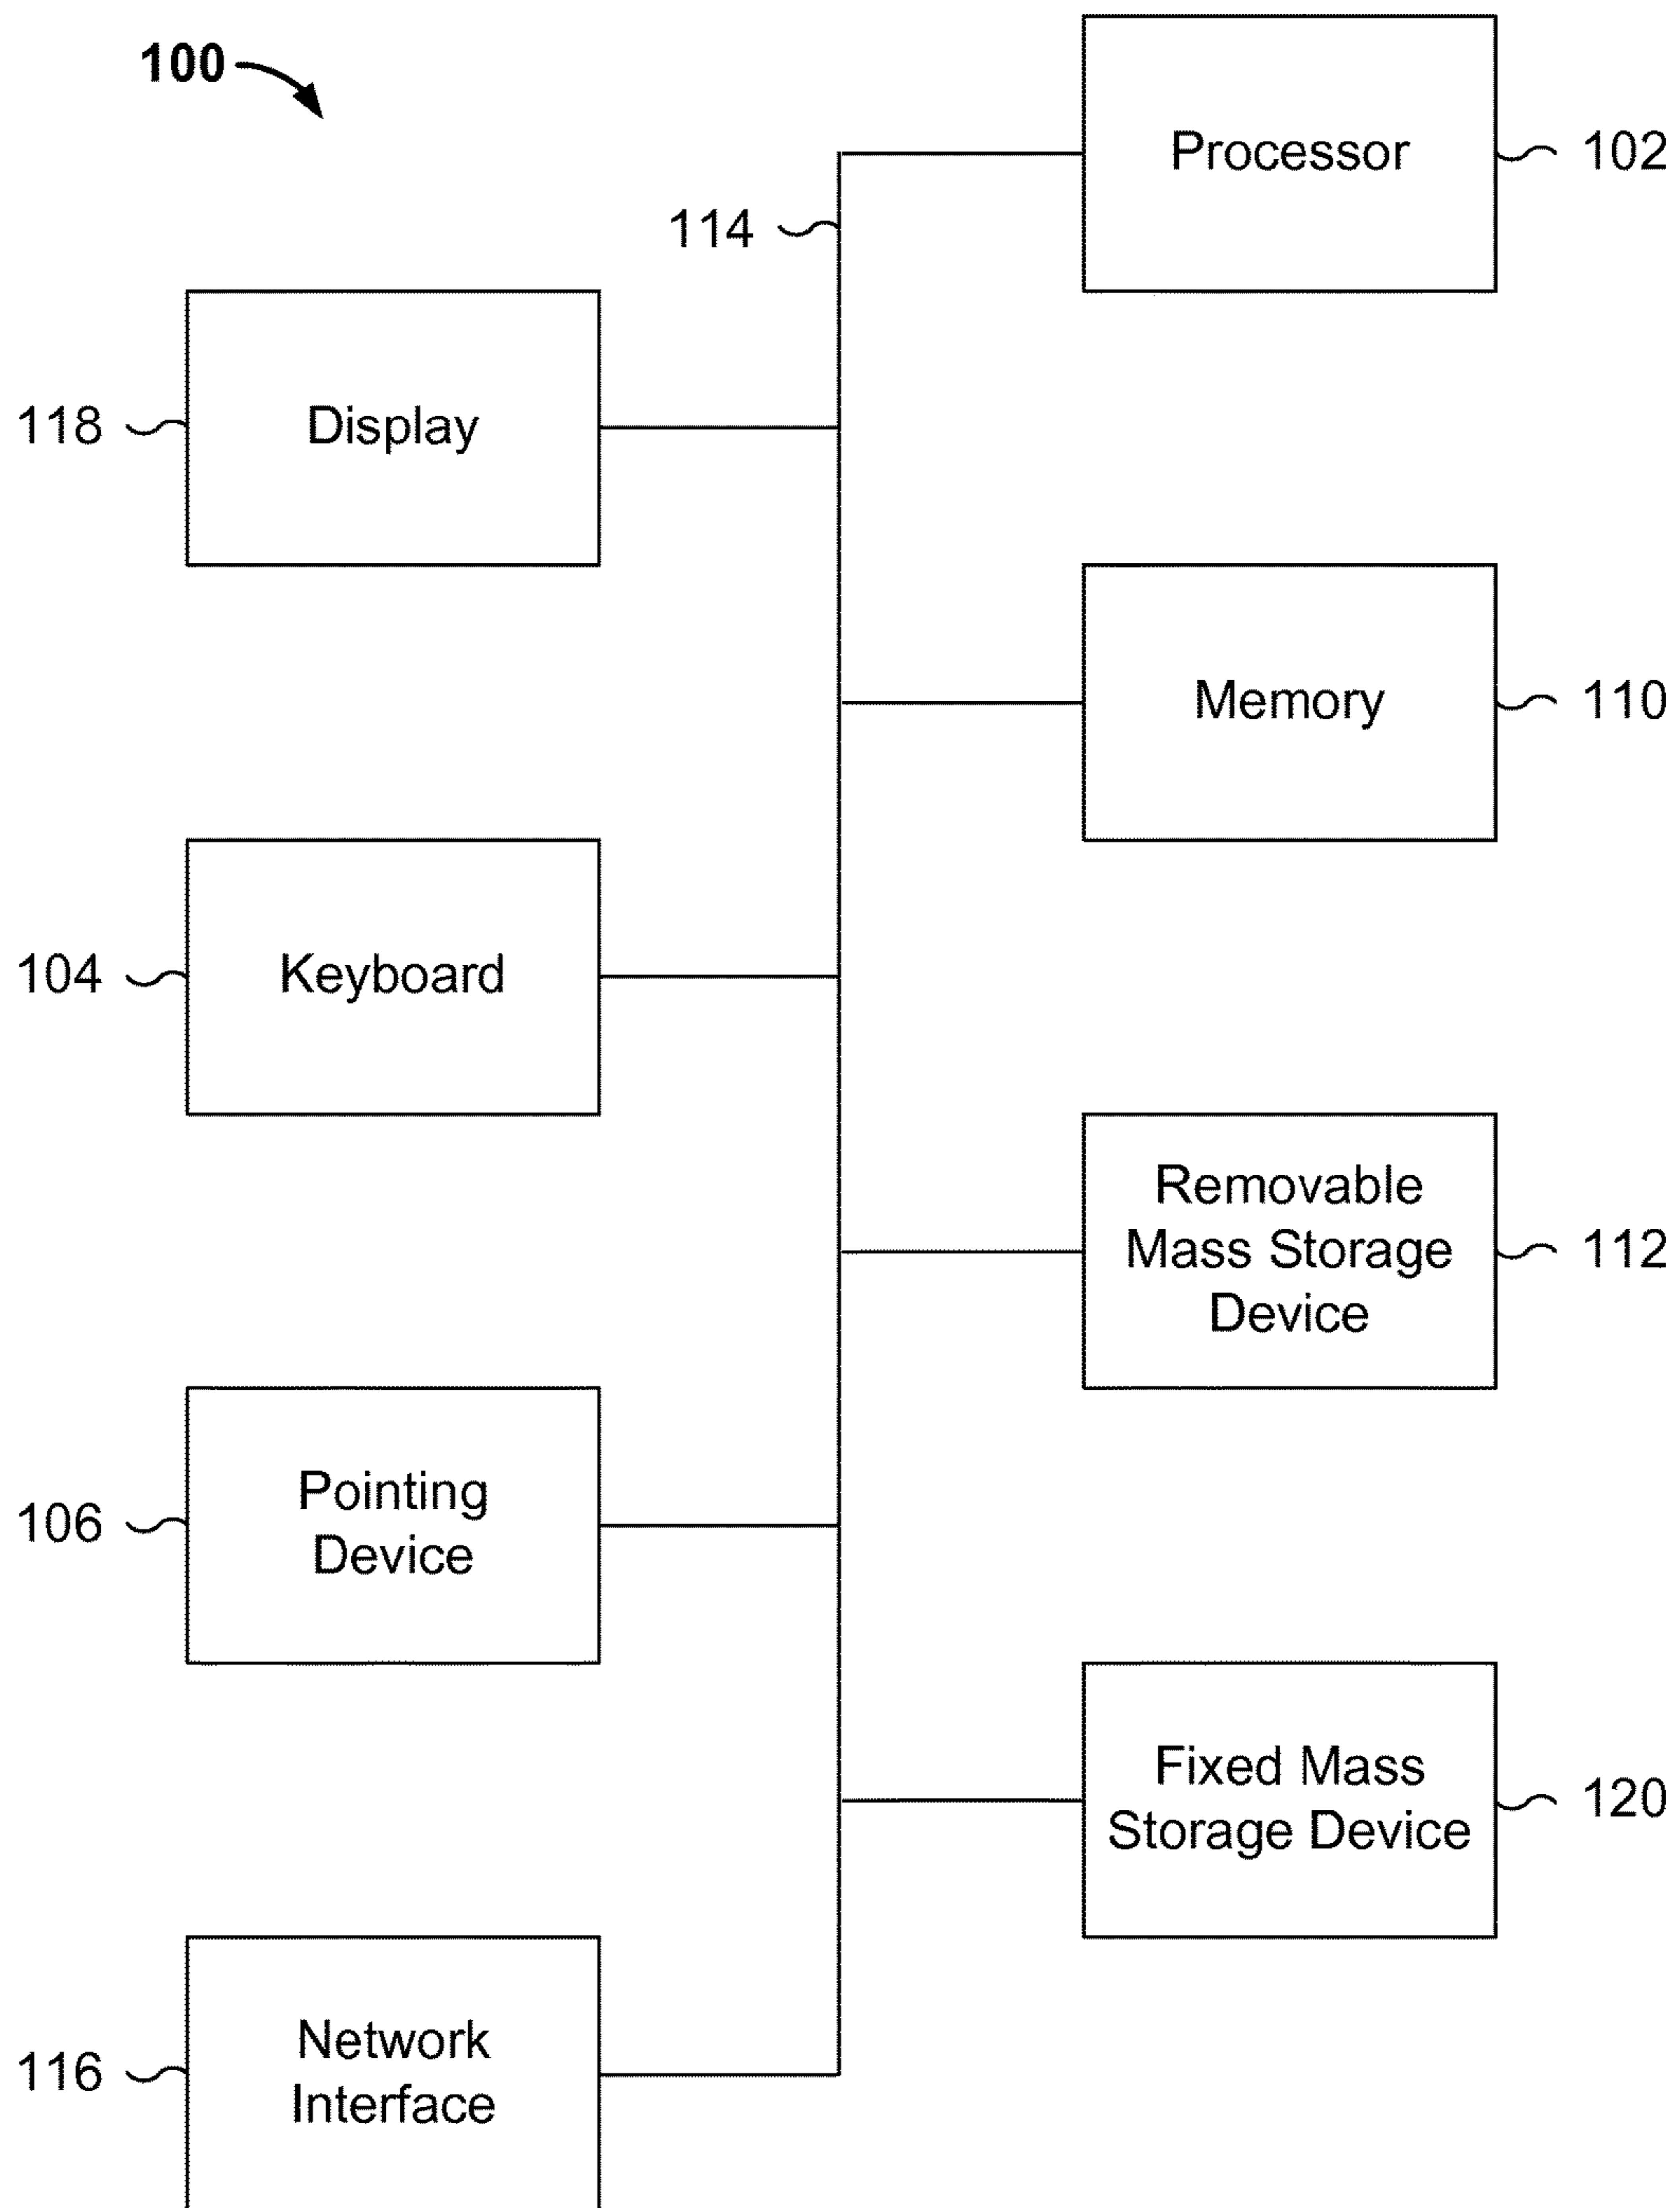 100
Processor
102
114
118
Display
Memory
110
104
Keyboard
Removable
Mass Storage
Device
112
106
Pointing
Device
Fixed Mass
Storage Device
120
116
Network
Interface